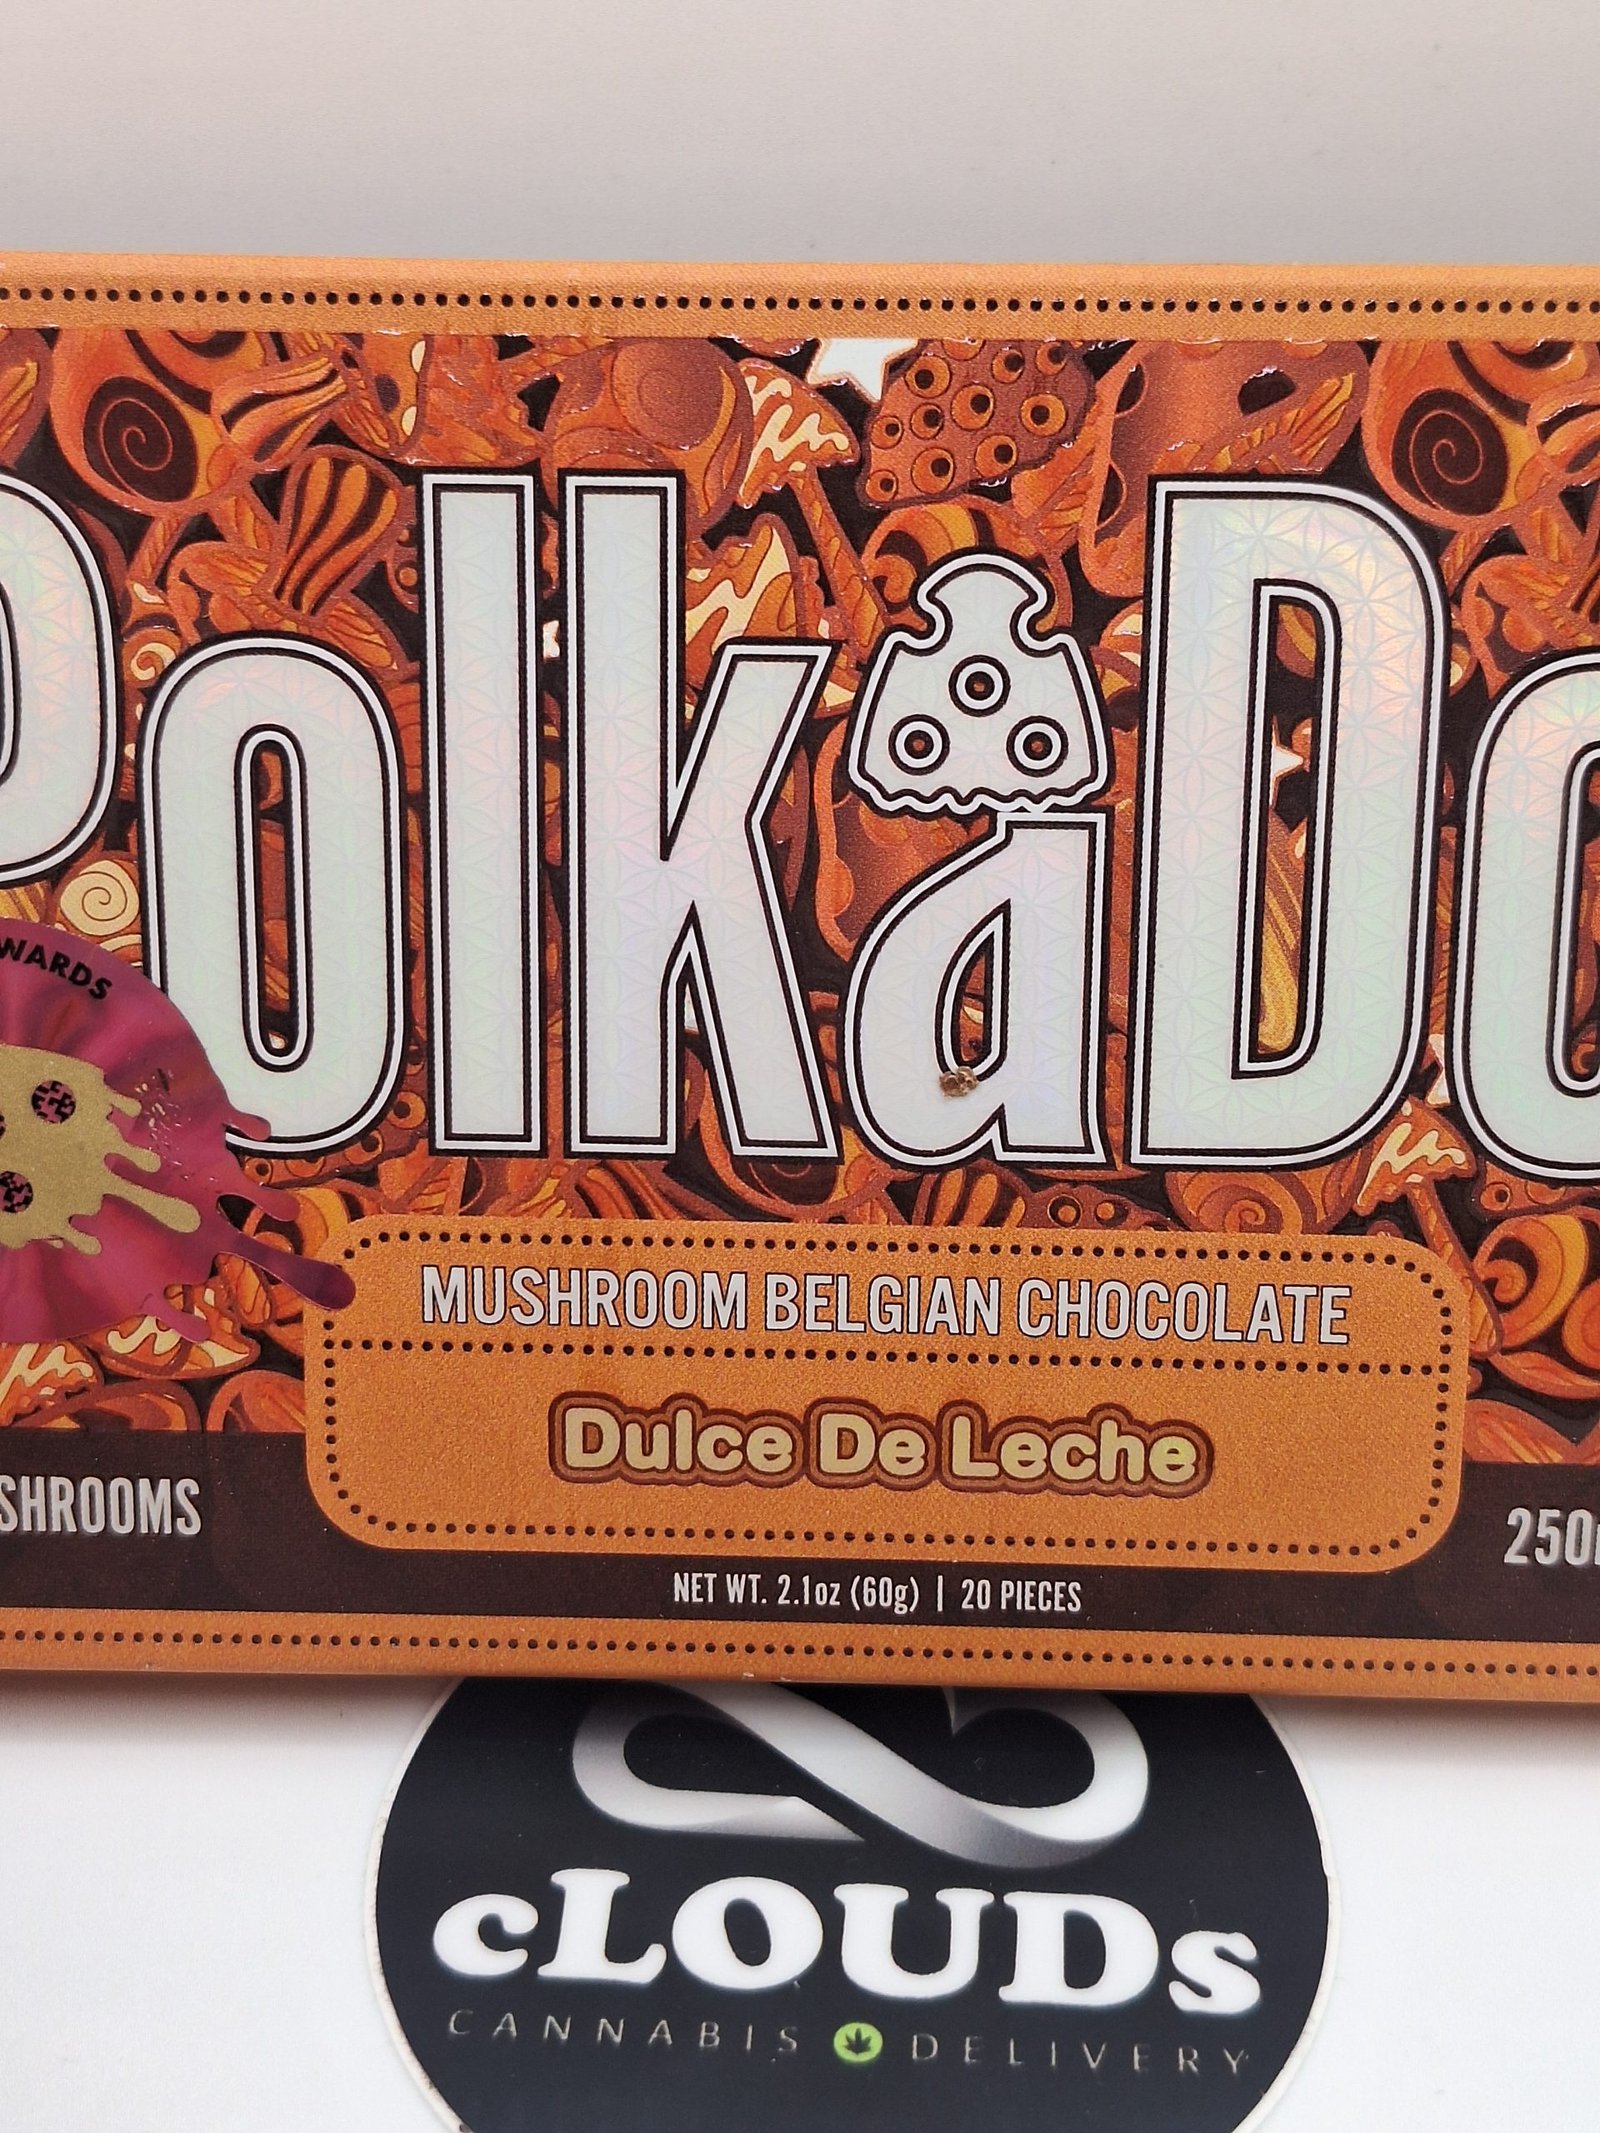 PolkaDo
WARDS
MUSHROOM BELGIAN CHOCOLATE
Dulce De Leche
SHROOMS
250
NET WT. 2.1oz (60g) | 20 PIECES
cLOUDs
CANNABIS DELIVERY